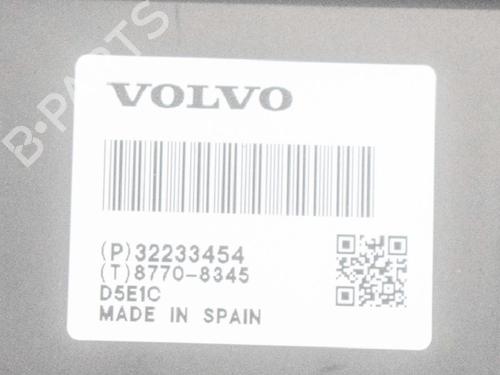 B-PARTS
VOLVO
(P)32233454
(T)8770-8345
D5E1C
MADE IN SPAIN